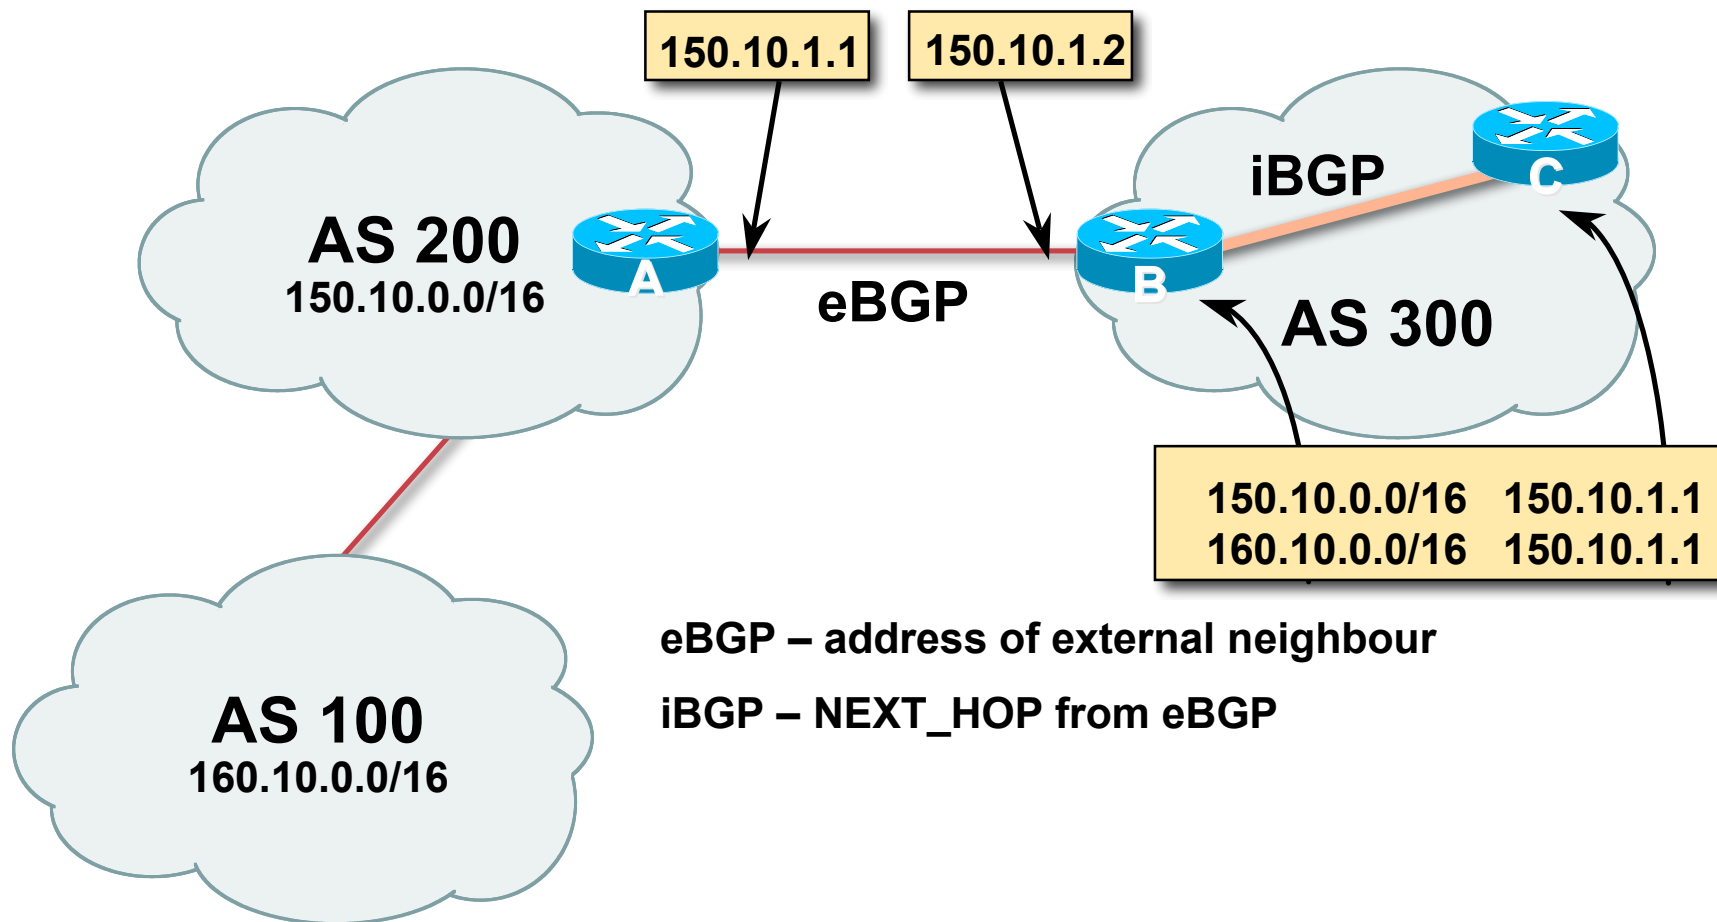 150.10.1.1
150.10.1.2
iBGP
C
AS 200
150.10.0.0/16
A
B
eBGP
AS 300
150.10.0.0/16 150.10.1.1
160.10.0.0/16 150.10.1.1
eBGP – address of external neighbour
iBGP – NEXT_HOP from eBGP
AS 100
160.10.0.0/16